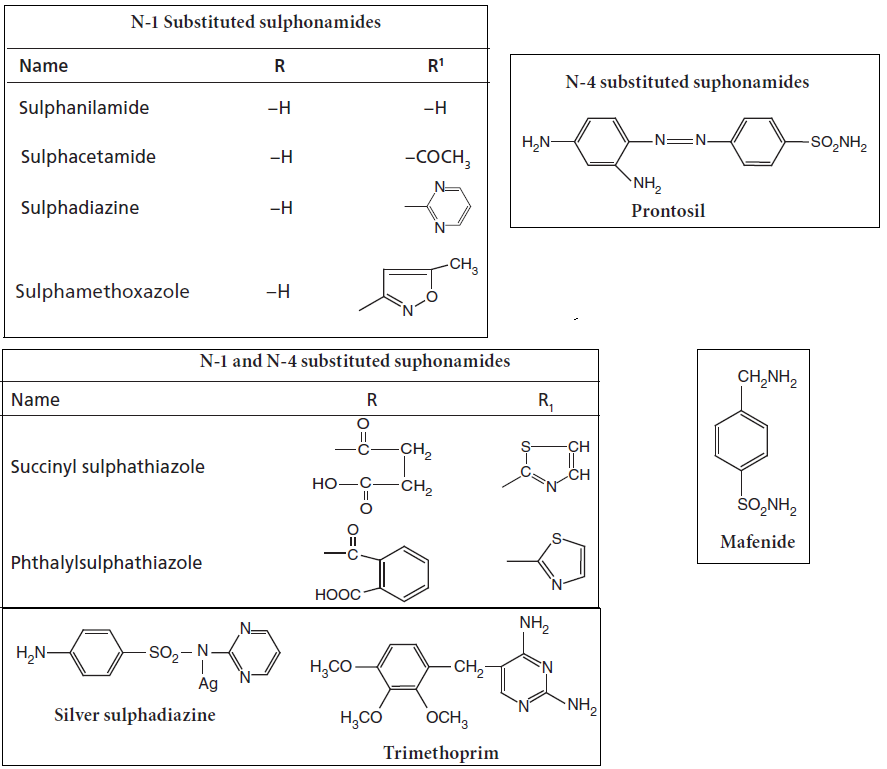 N-1 Substituted sulphonamides
Name R R¹
Sulphanilamide –H –H
Sulphacetamide –H –COCH₃
Sulphadiazine –H
N
N
Sulphamethoxazole –H
CH₃
O
N
N-4 substituted suphonamides
H₂N N N SO₂NH₂
NH₂
Prontosil
N-1 and N-4 substituted suphonamides
Name R R₁
O
C CH₂
S CH
Succinyl sulphathiazole
HO C CH₂
C N CH
O
O
C
S
Phthalylsulphathiazole
HOOC
N
H₂N SO₂ N
N
N
Ag
Silver sulphadiazine
NH₂
H₃CO CH₂ N
H₃CO OCH₃ N NH₂
Trimethoprim
CH₂NH₂
SO₂NH₂
Mafenide